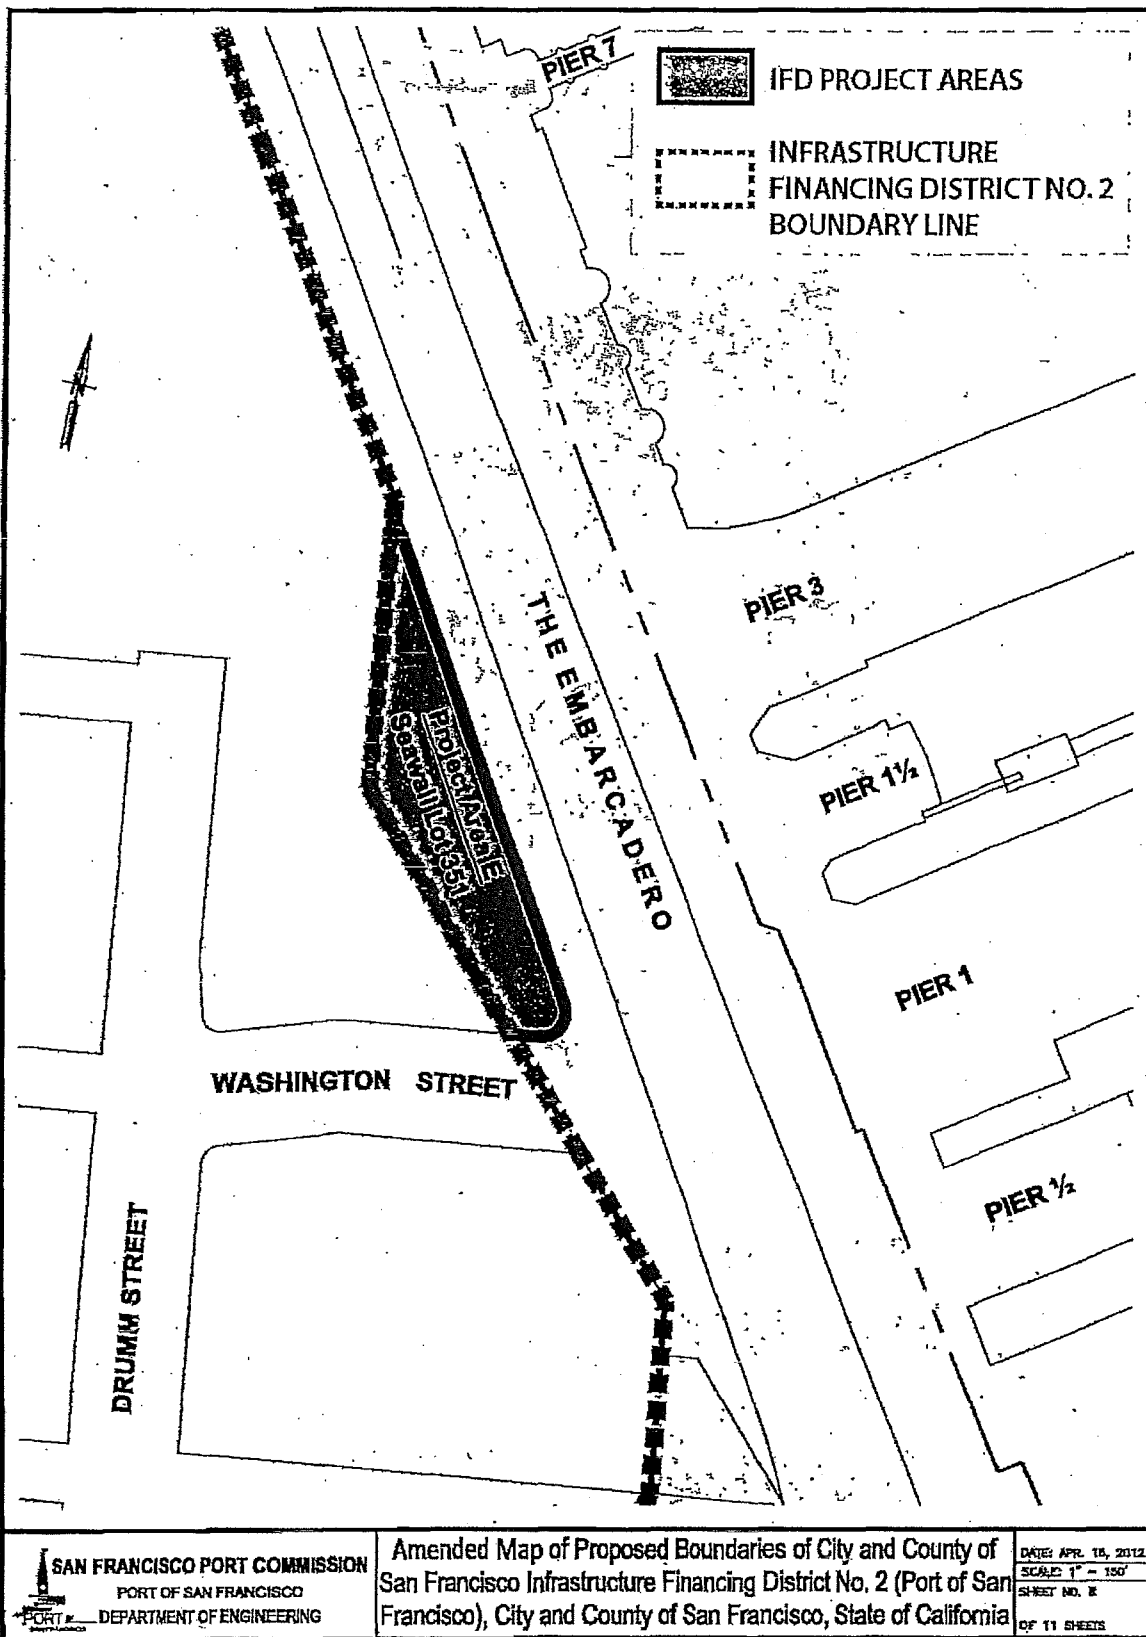 PIER 7
IFD PROJECT AREAS
INFRASTRUCTURE
FINANCING DISTRICT NO. 2
BOUNDARY LINE
THE EMBARCADERO
PIER 3
Project Area E
Seawall Lot 351
PIER 1½
PIER 1
WASHINGTON STREET
PIER ½
DRUMM STREET
SAN FRANCISCO PORT COMMISSION
PORT OF SAN FRANCISCO
DEPARTMENT OF ENGINEERING
PORT
Amended Map of Proposed Boundaries of City and County of
San Francisco Infrastructure Financing District No. 2 (Port of San
Francisco), City and County of San Francisco, State of California
DATE: APR. 2012
SCALE: 1" = 150'
SHEET NO.
OF 11 SHEETS